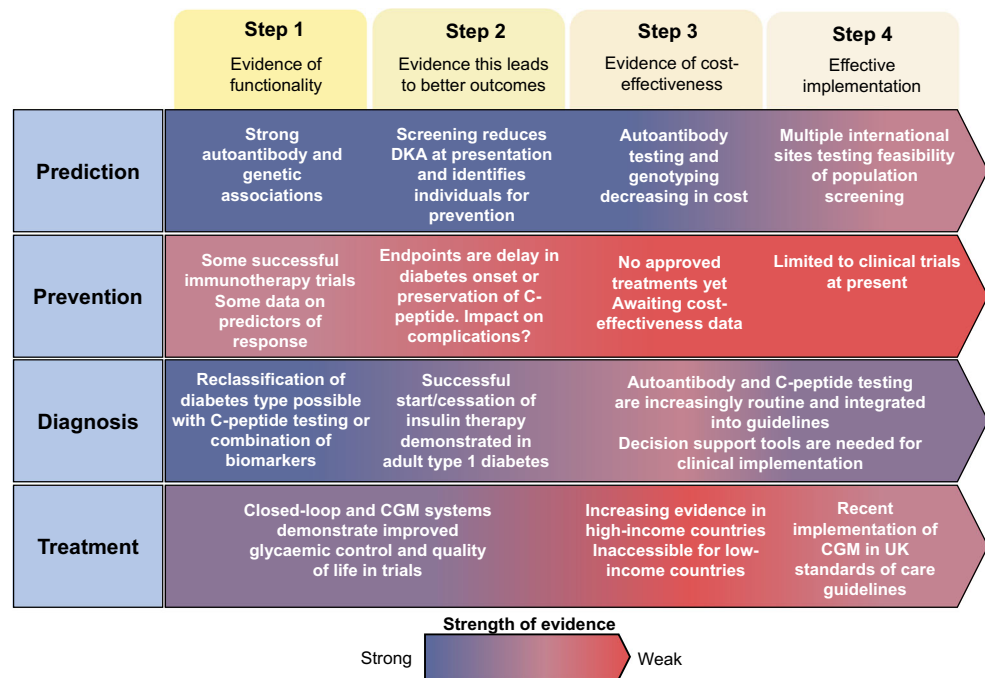 Step 1
Evidence of
functionality
Step 2
Evidence this leads
to better outcomes
Step 3
Evidence of cost-
effectiveness
Step 4
Effective
implementation
Prediction
Strong
autoantibody and
genetic
associations
Screening reduces
DKA at presentation
and identifies
individuals for
prevention
Autoantibody
testing and
genotyping
decreasing in cost
Multiple international
sites testing feasibility
of population
screening
Prevention
Some successful
immunotherapy trials
Some data on
predictors of
response
Endpoints are delay in
diabetes onset or
preservation of C-
peptide. Impact on
complications?
No approved
treatments yet
Awaiting cost-
effectiveness data
Limited to clinical trials
at present
Diagnosis
Reclassification of
diabetes type possible
with C-peptide testing or
combination of
biomarkers
Successful
start/cessation of
insulin therapy
demonstrated in
adult type 1 diabetes
Autoantibody and C-peptide testing
are increasingly routine and integrated
into guidelines
Decision support tools are needed for
clinical implementation
Treatment
Closed-loop and CGM systems
demonstrate improved
glycaemic control and quality
of life in trials
Increasing evidence in
high-income countries
Inaccessible for low-
income countries
Recent
implementation of
CGM in UK
standards of care
guidelines
Strength of evidence
Strong
Weak